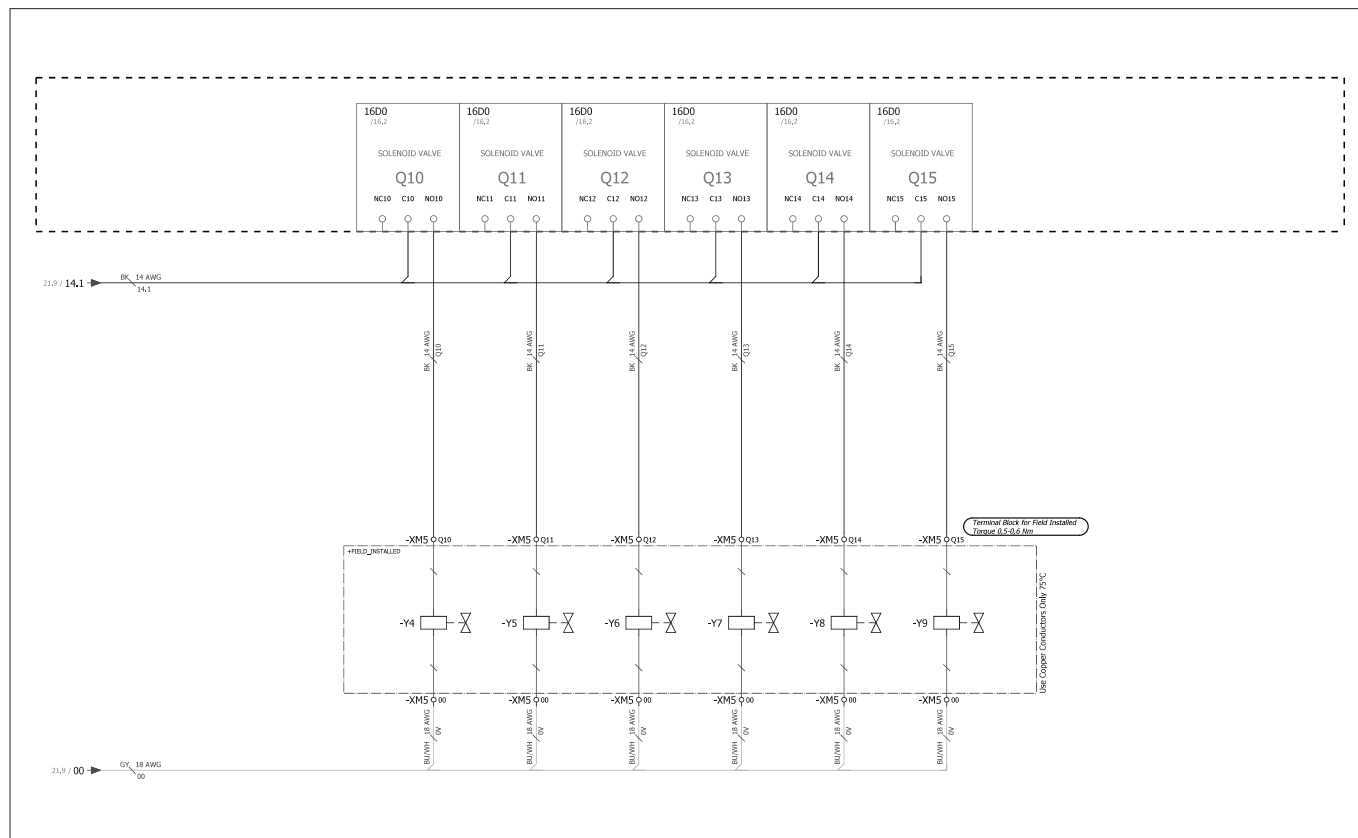 16D0 16D0 16D0 16D0 16D0 16D0
/16,2 /16,2 /16,2 /16,2 /16,2 /16,2
SOLENOID VALVE SOLENOID VALVE SOLENOID VALVE SOLENOID VALVE SOLENOID VALVE SOLENOID VALVE
Q10 Q11 Q12 Q13 Q14 Q15
NC10 C10 NO10 NC11 C11 NO11 NC12 C12 NO12 NC13 C13 NO13 NC14 C14 NO14 NC15 C15 NO15
BK 14 AWG
21.9 / 14.1
14.1
BK 14 AWG Q10
BK 14 AWG Q11
BK 14 AWG Q12
BK 14 AWG Q13
BK 14 AWG Q14
BK 14 AWG Q15
Terminal Block for Field Installed
Torque 0,5-0,6 Nm
-XM5 Q10 -XM5 Q11 -XM5 Q12 -XM5 Q13 -XM5 Q14 -XM5 Q15
+FIELD_INSTALLED
Use Copper Conductors Only 75°C
-Y4 -Y5 -Y6 -Y7 -Y8 -Y9
-XM5 00 -XM5 00 -XM5 00 -XM5 00 -XM5 00 -XM5 00
BU/WH 18 AWG 0V
BU/WH 18 AWG 0V
BU/WH 18 AWG 0V
BU/WH 18 AWG 0V
BU/WH 18 AWG 0V
BU/WH 18 AWG 0V
GY 18 AWG
21,9 / 00
00